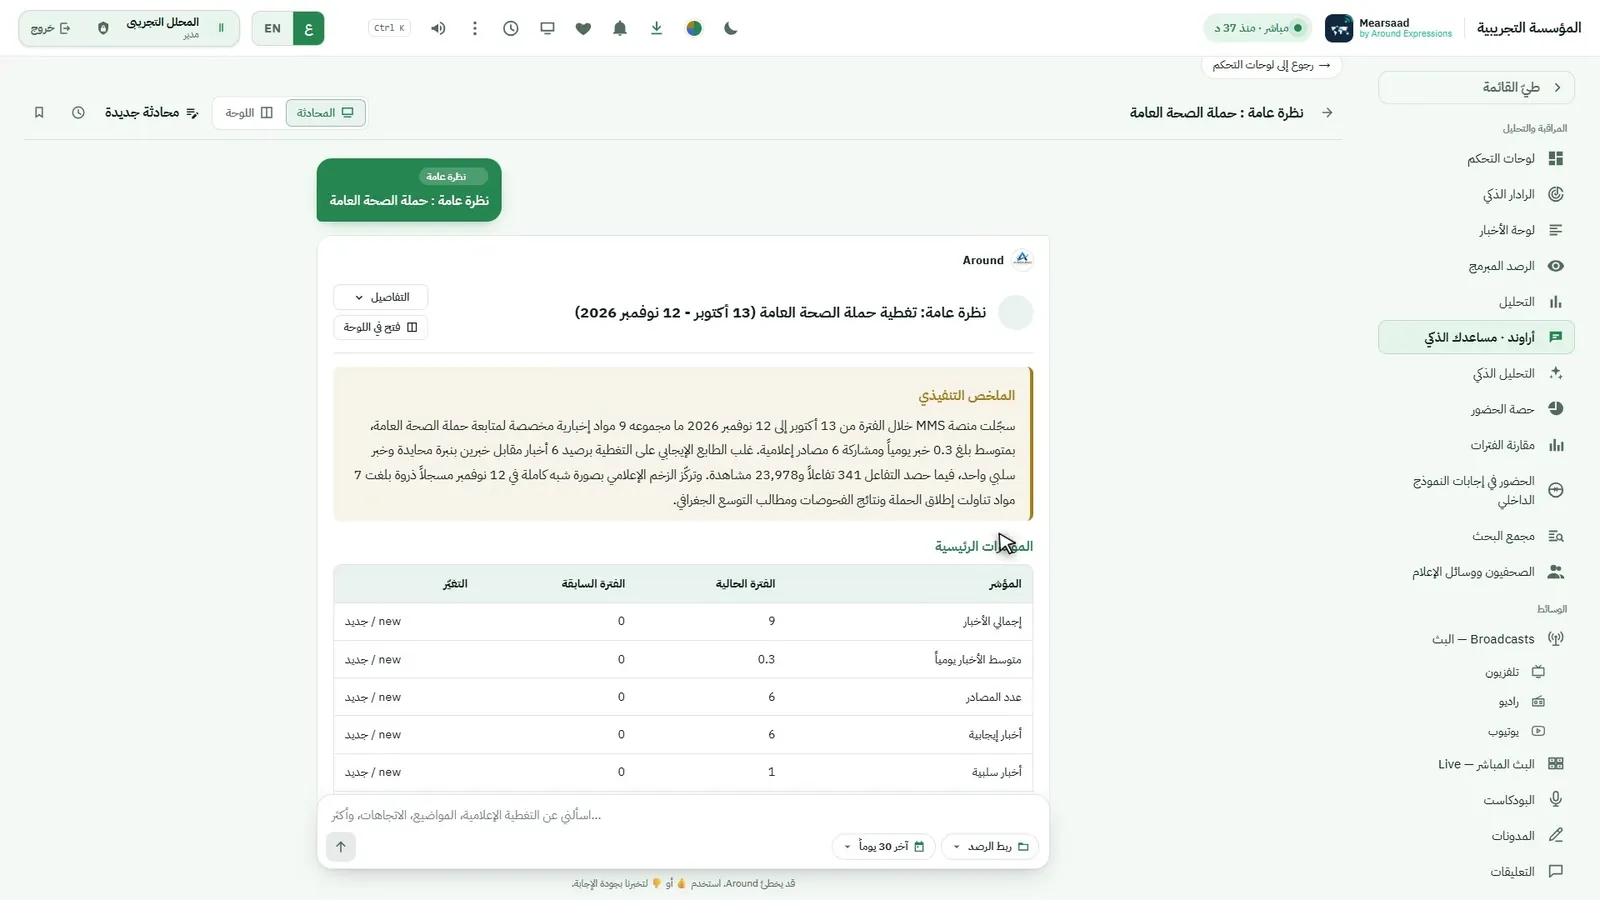 المؤسسة التجريبية
Mearsaad
by Around Expressions
مباشر · منذ 37 د
Ctrl K
ع
EN
المحلل التجريبي
مدير
خروج
طيّ القائمة
المراقبة والتحليل
لوحات التحكم
الرادار الذكي
لوحة الأخبار
الرصد المبرمج
التحليل
أراوند · مساعدك الذكي
التحليل الذكي
حصة الحضور
مقارنة الفترات
الحضور في إجابات النموذج
الداخلي
مجمع البحث
الصحفيون ووسائل الإعلام
الوسائط
Broadcasts — البث
تلفزيون
راديو
يوتيوب
البث المباشر — Live
البودكاست
المدونات
التعليقات
→ رجوع إلى لوحات التحكم
نظرة عامة : حملة الصحة العامة
المحادثة
اللوحة
محادثة جديدة
نظرة عامة
نظرة عامة : حملة الصحة العامة
Around
نظرة عامة: تغطية حملة الصحة العامة (13 أكتوبر - 12 نوفمبر 2026)
التفاصيل
فتح في اللوحة
الملخص التنفيذي
سجّلت منصة MMS خلال الفترة من 13 أكتوبر إلى 12 نوفمبر 2026 ما مجموعه 9 مواد إخبارية مخصصة لمتابعة حملة الصحة العامة،
بمتوسط بلغ 0.3 خبر يومياً ومشاركة 6 مصادر إعلامية. غلب الطابع الإيجابي على التغطية برصيد 6 أخبار مقابل خبرين بنبرة محايدة وخبر
سلبي واحد، فيما حصد التفاعل 341 تفاعلاً و23,978 مشاهدة. وتركّز الزخم الإعلامي بصورة شبه كاملة في 12 نوفمبر مسجلاً ذروة بلغت 7
مواد تناولت إطلاق الحملة ونتائج الفحوصات ومطالب التوسع الجغرافي.
الرئيسية
المؤشر الفترة الحالية الفترة السابقة التغيّر
إجمالي الأخبار 9 0 جديد / new
متوسط الأخبار يومياً 0.3 0 جديد / new
عدد المصادر 6 0 جديد / new
أخبار إيجابية 6 0 جديد / new
أخبار سلبية 1 0 جديد / new
اسألني عن التغطية الإعلامية، المواضيع، الاتجاهات، وأكثر...
ربط الرصد
آخر 30 يوماً
قد يخطئ Around. استخدم 👍 أو 👎 لتخبرنا بجودة الإجابة.